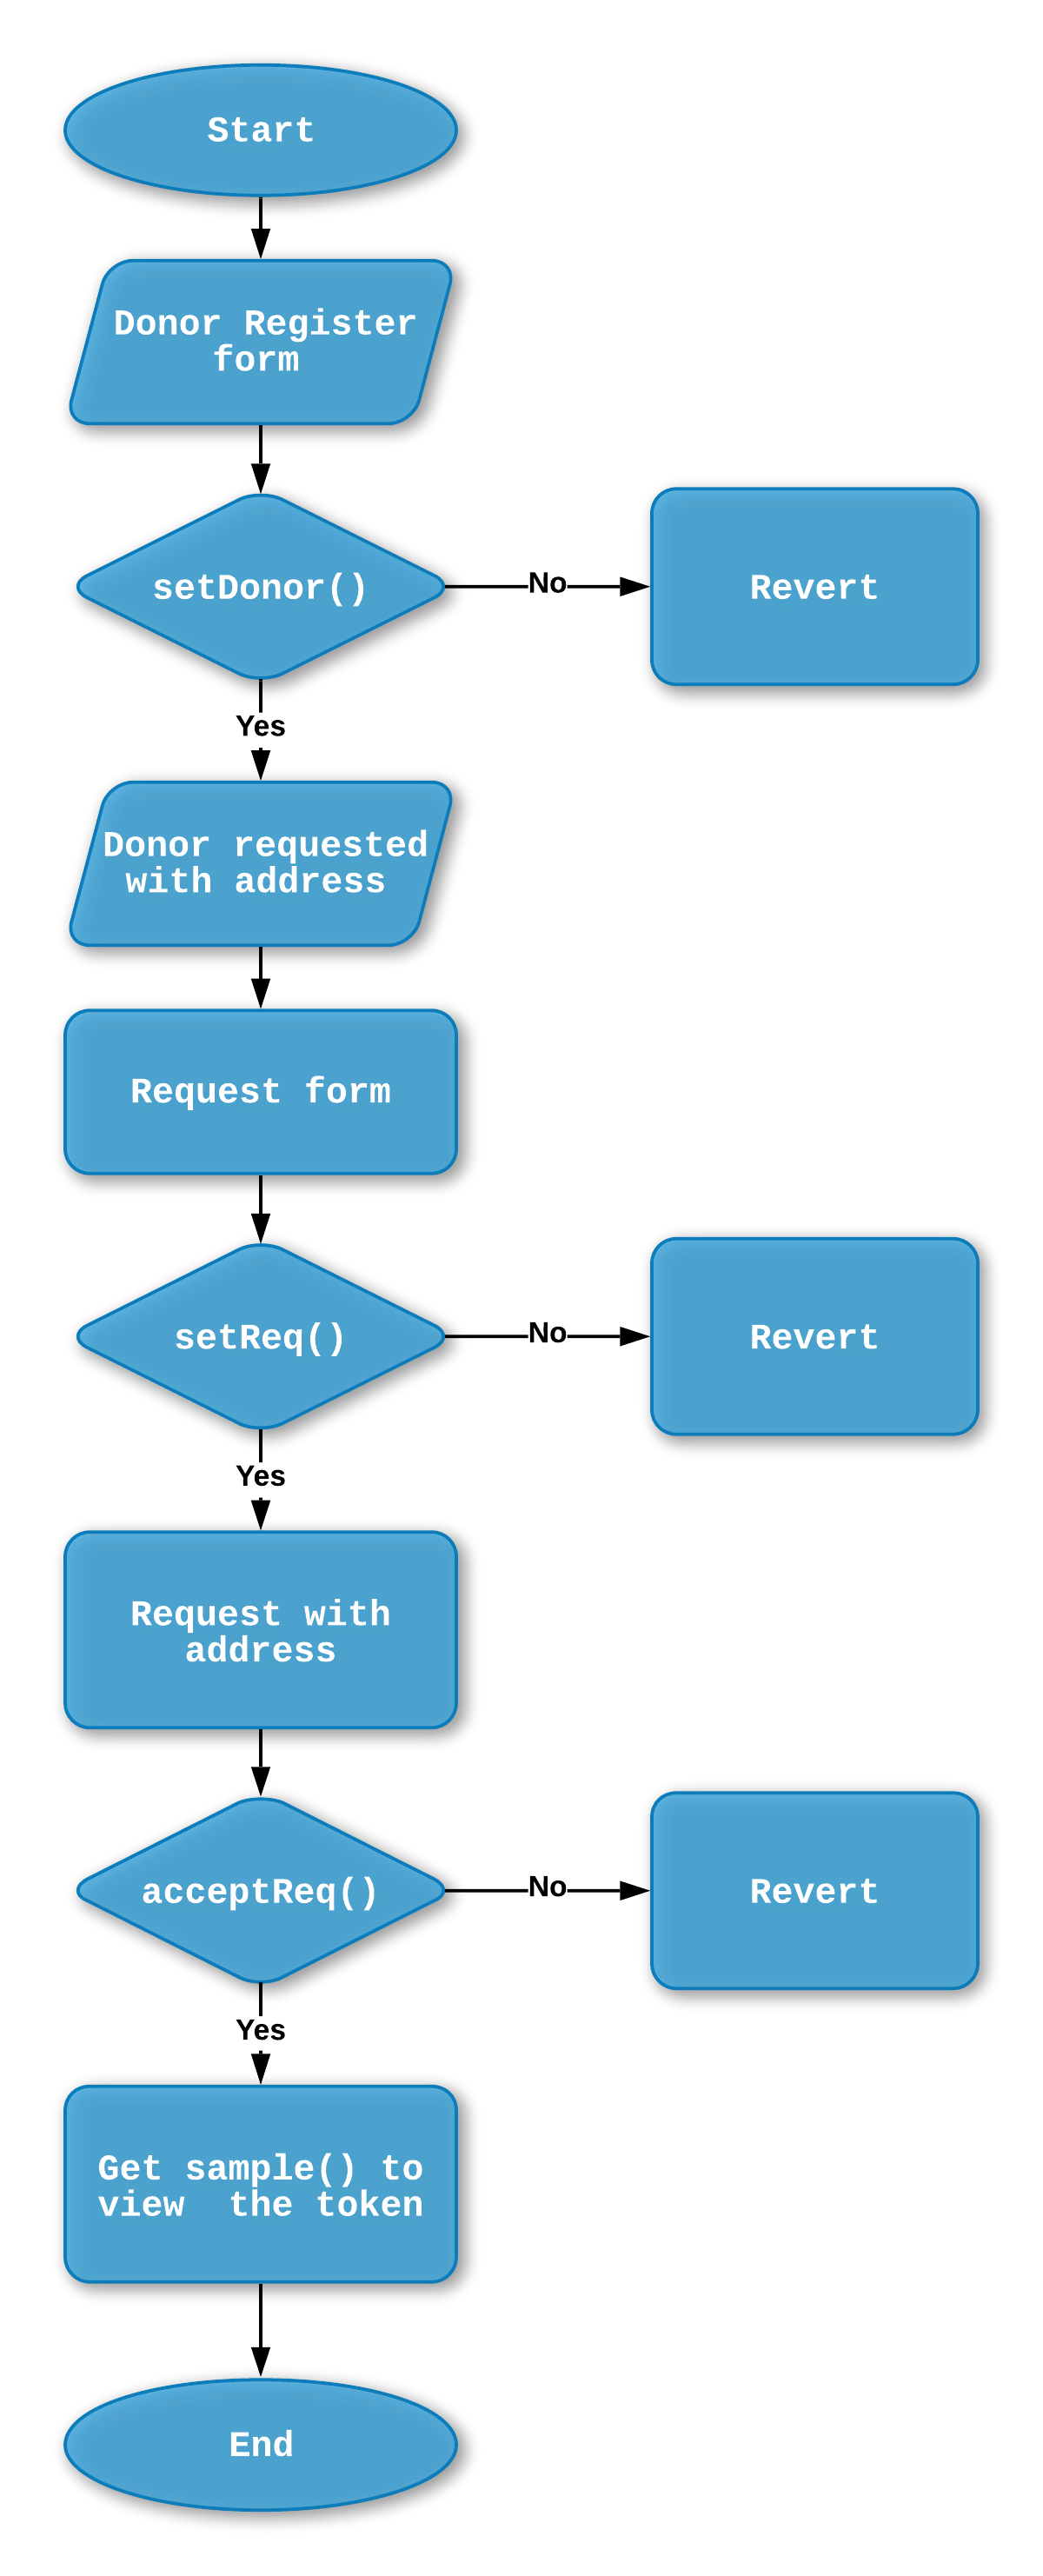 Start
Donor Register
form
setDonor()
No
Revert
Yes
Donor requested
with address
Request form
setReq()
No
Revert
Yes
Request with
address
acceptReq()
No
Revert
Yes
Get sample() to
view  the token
End